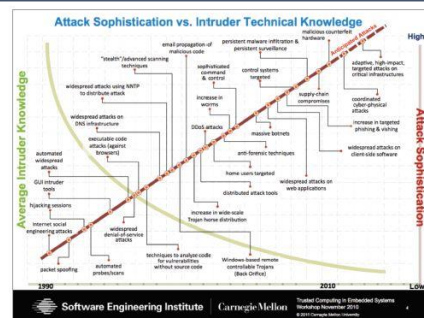 Attack Sophistication vs. Intruder Technical Knowledge
High
Average Intruder Knowledge
Attack Sophistication
Anticipated Attacks
email propagation of
malicious code
"stealth"/advanced scanning
techniques
widespread attacks using NNTP
to distribute attack
widespread attacks on
DNS infrastructure
executable code
attacks (against
browsers)
automated
widespread
attacks
GUI intruder
tools
hijacking sessions
Internet social
engineering attacks
packet spoofing
automated
probes/scans
widespread
denial-of-service
attacks
techniques to analyze code
for vulnerabilities
without source code
increase in wide-scale
Trojan horse distribution
Windows-based remote
controllable Trojans
(Back Orifice)
distributed attack tools
home users targeted
anti-forensic techniques
DDoS attacks
increase in
worms
sophisticated
command & control
persistent malware infiltration &
persistent surveillance
control systems
targeted
malicious counterfeit
hardware
supply-chain
compromises
massive botnets
widespread attacks on
web applications
adaptive, high-impact,
targeted attacks on
critical infrastructures
coordinated
cyber-physical
attacks
increase in targeted
phishing & vishing
widespread attacks on
client-side software
1990
2010
Low
Software Engineering Institute
CarnegieMellon
Trusted Computing in Embedded Systems
Workshop November 2010
© 2010 Carnegie Mellon University